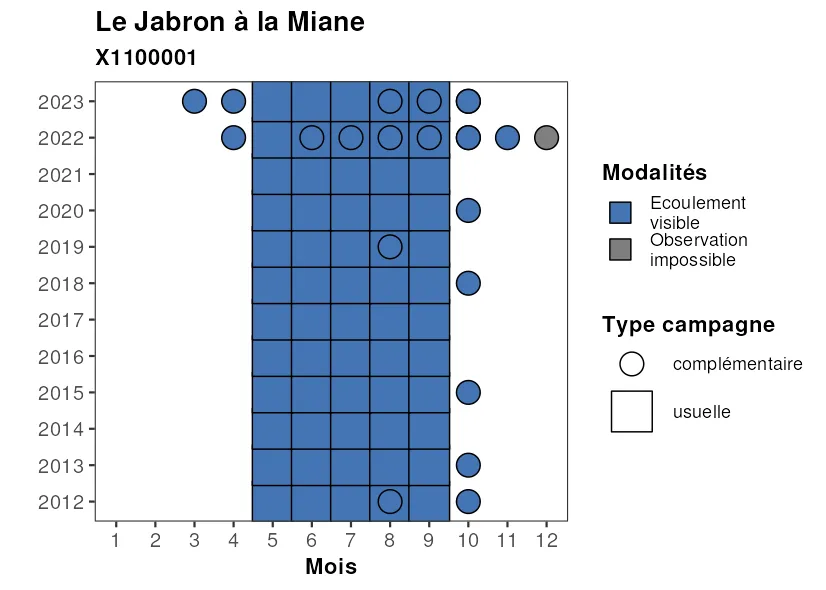 Le Jabron à la Miane
X1100001
2023
2022
2021
2020
2019
2018
2017
2016
2015
2014
2013
2012
1 2 3 4 5 6 7 8 9 10 11 12
Mois
Modalités
Ecoulement
visible
Observation
impossible
Type campagne
complémentaire
usuelle